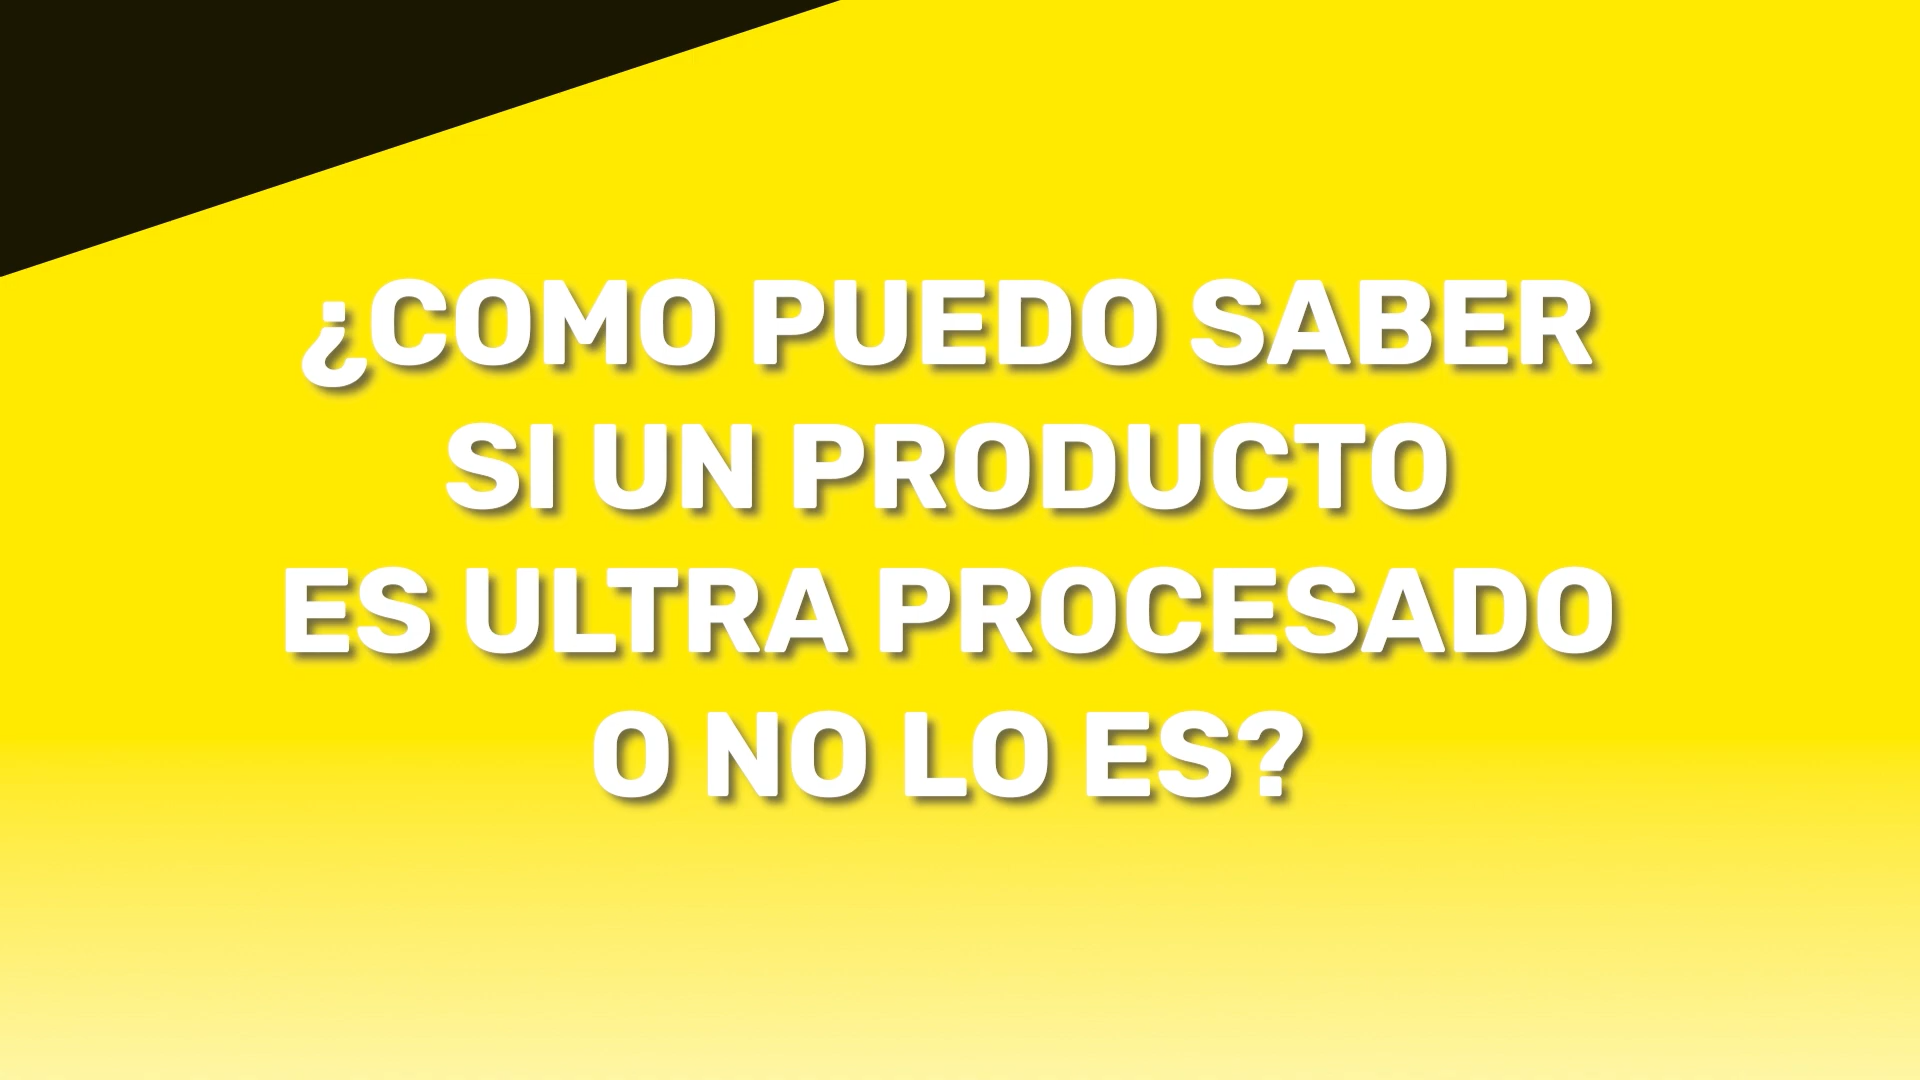 ¿COMO PUEDO SABER
SI UN PRODUCTO
ES ULTRA PROCESADO
O NO LO ES?